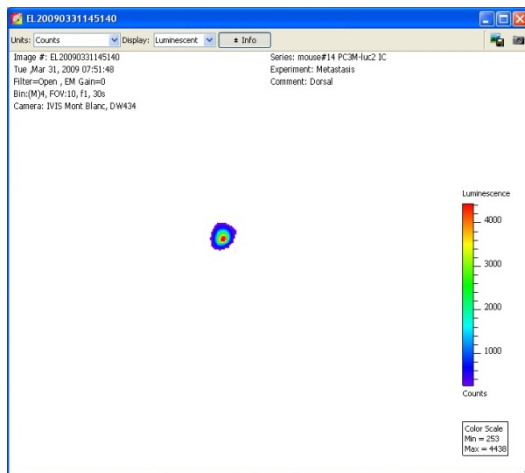 EL20090331145140
Units: Counts Display: Luminescent Info
Image #: EL20090331145140
Tue ,Mar 31, 2009 07:51:48
Filter=Open , EM Gain=0
Bin:(M)4, FOV:10, f1, 30s
Camera: IVIS Mont Blanc, DW434
Series: mouse#14 PC3M-luc2 IC
Experiment: Metastasis
Comment: Dorsal
Luminescence
4000
3000
2000
1000
Counts
Color Scale
Min = 253
Max = 4438